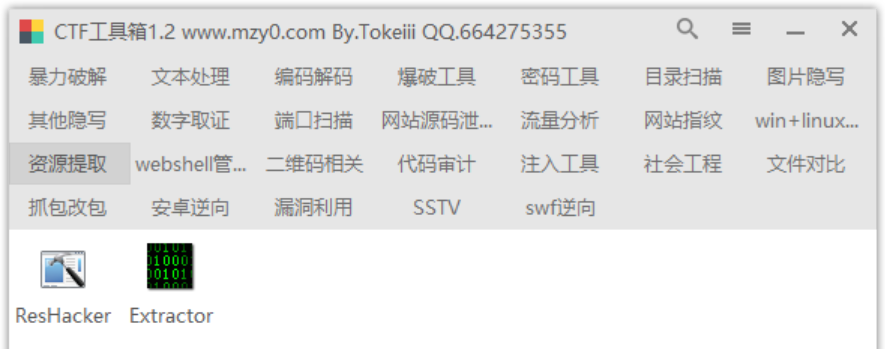 CTF工具箱1.2 www.mzy0.com By.Tokeiii QQ.664275355
暴力破解 文本处理 编码解码 爆破工具 密码工具 目录扫描 图片隐写
其他隐写 数字取证 端口扫描 网站源码泄... 流量分析 网站指纹 win+linux...
资源提取 webshell管... 二维码相关 代码审计 注入工具 社会工程 文件对比
抓包改包 安卓逆向 漏洞利用 SSTV swf逆向
ResHacker Extractor